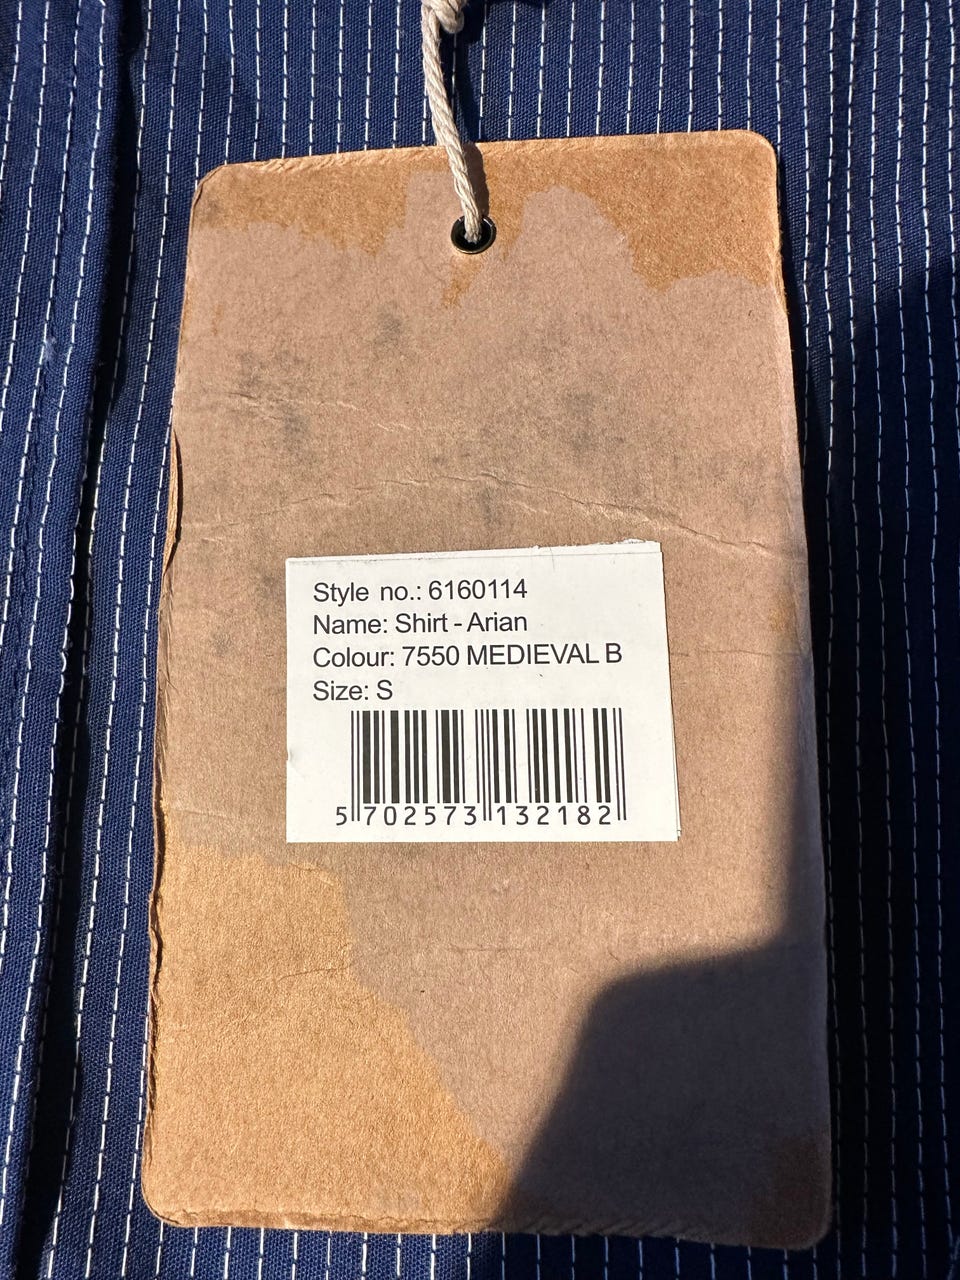 Style no.: 6160114
Name: Shirt - Arian
Colour: 7550 MEDIEVAL B
Size: S
5 702573 132182